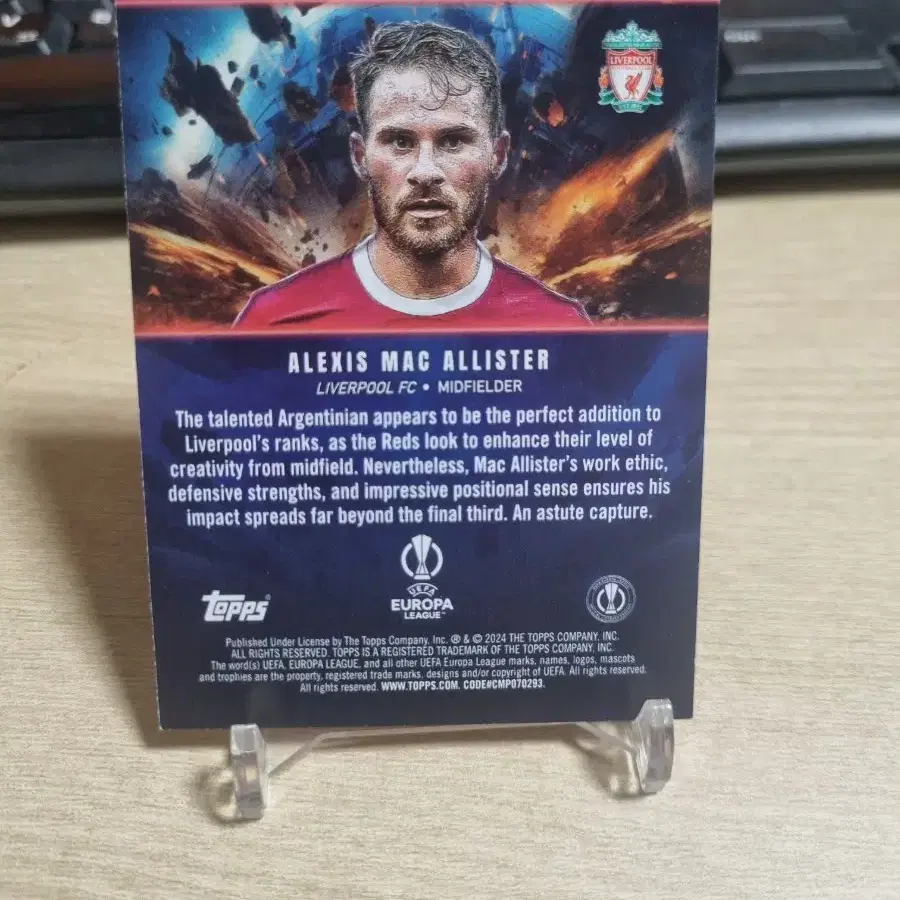 LIVERPOOL
ALEXIS MAC ALLISTER
LIVERPOOL FC • MIDFIELDER
The talented Argentinian appears to be the perfect addition to
Liverpool's ranks, as the Reds look to enhance their level of
creativity from midfield. Nevertheless, Mac Allister's work ethic,
defensive strengths, and impressive positional sense ensures his
impact spreads far beyond the final third. An astute capture.
topps®
UEFA
EUROPA
LEAGUE™
Published Under License by The Topps Company, Inc. ® & © 2024 THE TOPPS COMPANY, INC.
ALL RIGHTS RESERVED. TOPPS IS A REGISTERED TRADEMARK OF THE TOPPS COMPANY, INC.
The word(s) UEFA, EUROPA LEAGUE, and all other UEFA Europa League marks, names, logos, mascots
and trophies are the property, registered trade marks, designs and/or copyright of UEFA. All rights reserved.
All rights reserved. WWW.TOPPS.COM. CODE#CMP070293.